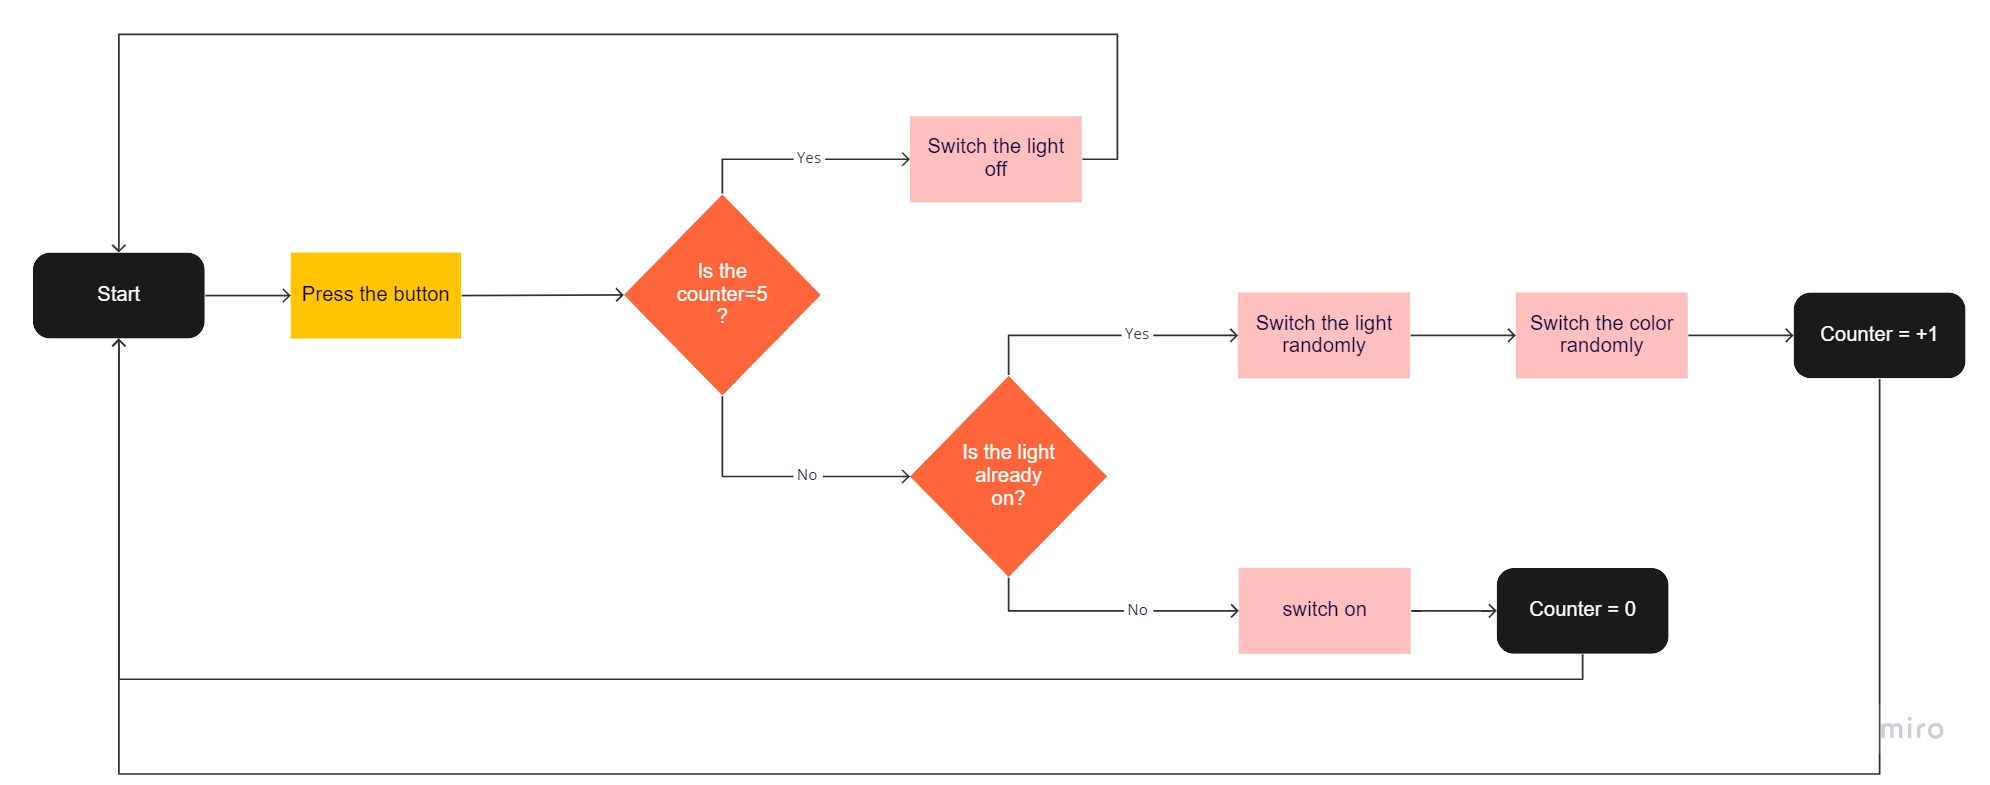 Start
Press the button
Is the
counter=5
?
Yes
Switch the light
off
No
Is the light
already
on?
Yes
Switch the light
randomly
Switch the color
randomly
Counter = +1
No
switch on
Counter = 0
miro